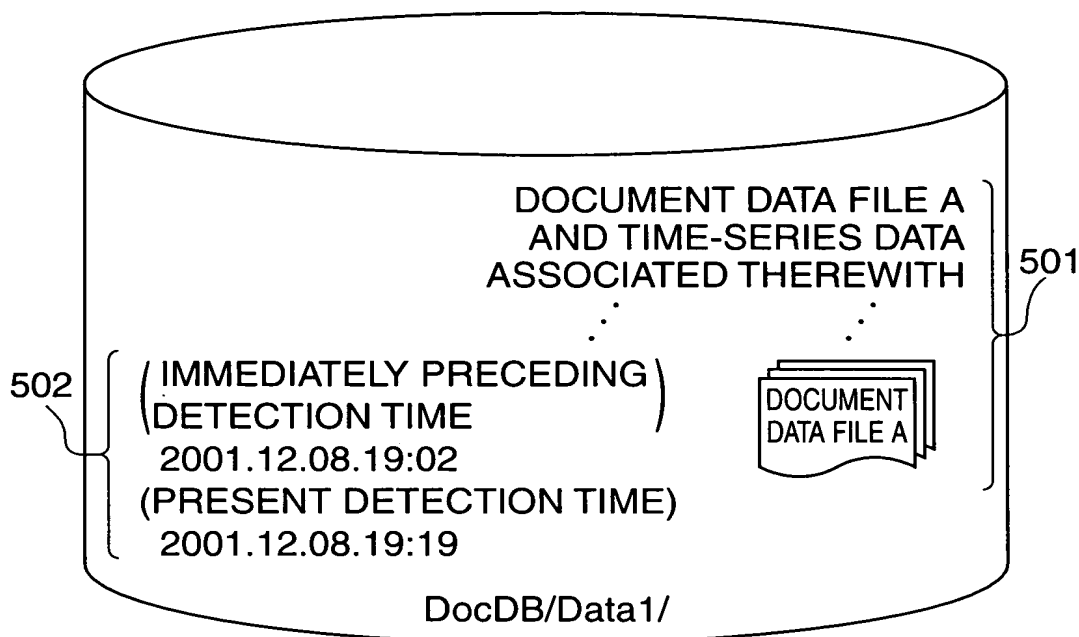 DOCUMENT DATA FILE A
AND TIME-SERIES DATA
ASSOCIATED THEREWITH
501
502
(IMMEDIATELY PRECEDING
DETECTION TIME)
2001.12.08.19:02
(PRESENT DETECTION TIME)
2001.12.08.19:19
DOCUMENT
DATA FILE A
DocDB/Data1/